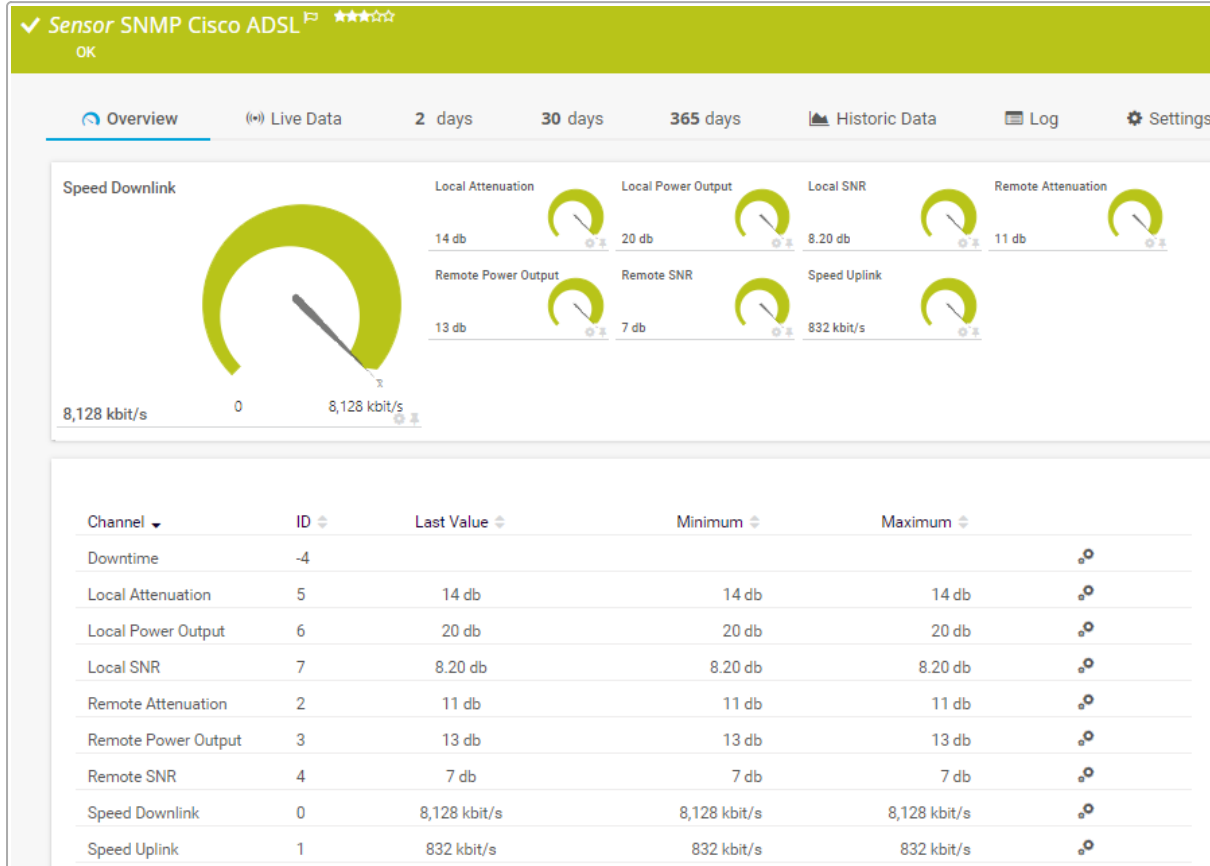 Sensor SNMP Cisco ADSL
OK
Overview Live Data 2 days 30 days 365 days Historic Data Log Settings
Speed Downlink
8,128 kbit/s
0 8,128 kbit/s
Local Attenuation
14 db
Local Power Output
20 db
Local SNR
8.20 db
Remote Attenuation
11 db
Remote Power Output
13 db
Remote SNR
7 db
Speed Uplink
832 kbit/s
Channel ID Last Value Minimum Maximum
Downtime -4
Local Attenuation 5 14 db 14 db 14 db
Local Power Output 6 20 db 20 db 20 db
Local SNR 7 8.20 db 8.20 db 8.20 db
Remote Attenuation 2 11 db 11 db 11 db
Remote Power Output 3 13 db 13 db 13 db
Remote SNR 4 7 db 7 db 7 db
Speed Downlink 0 8,128 kbit/s 8,128 kbit/s 8,128 kbit/s
Speed Uplink 1 832 kbit/s 832 kbit/s 832 kbit/s